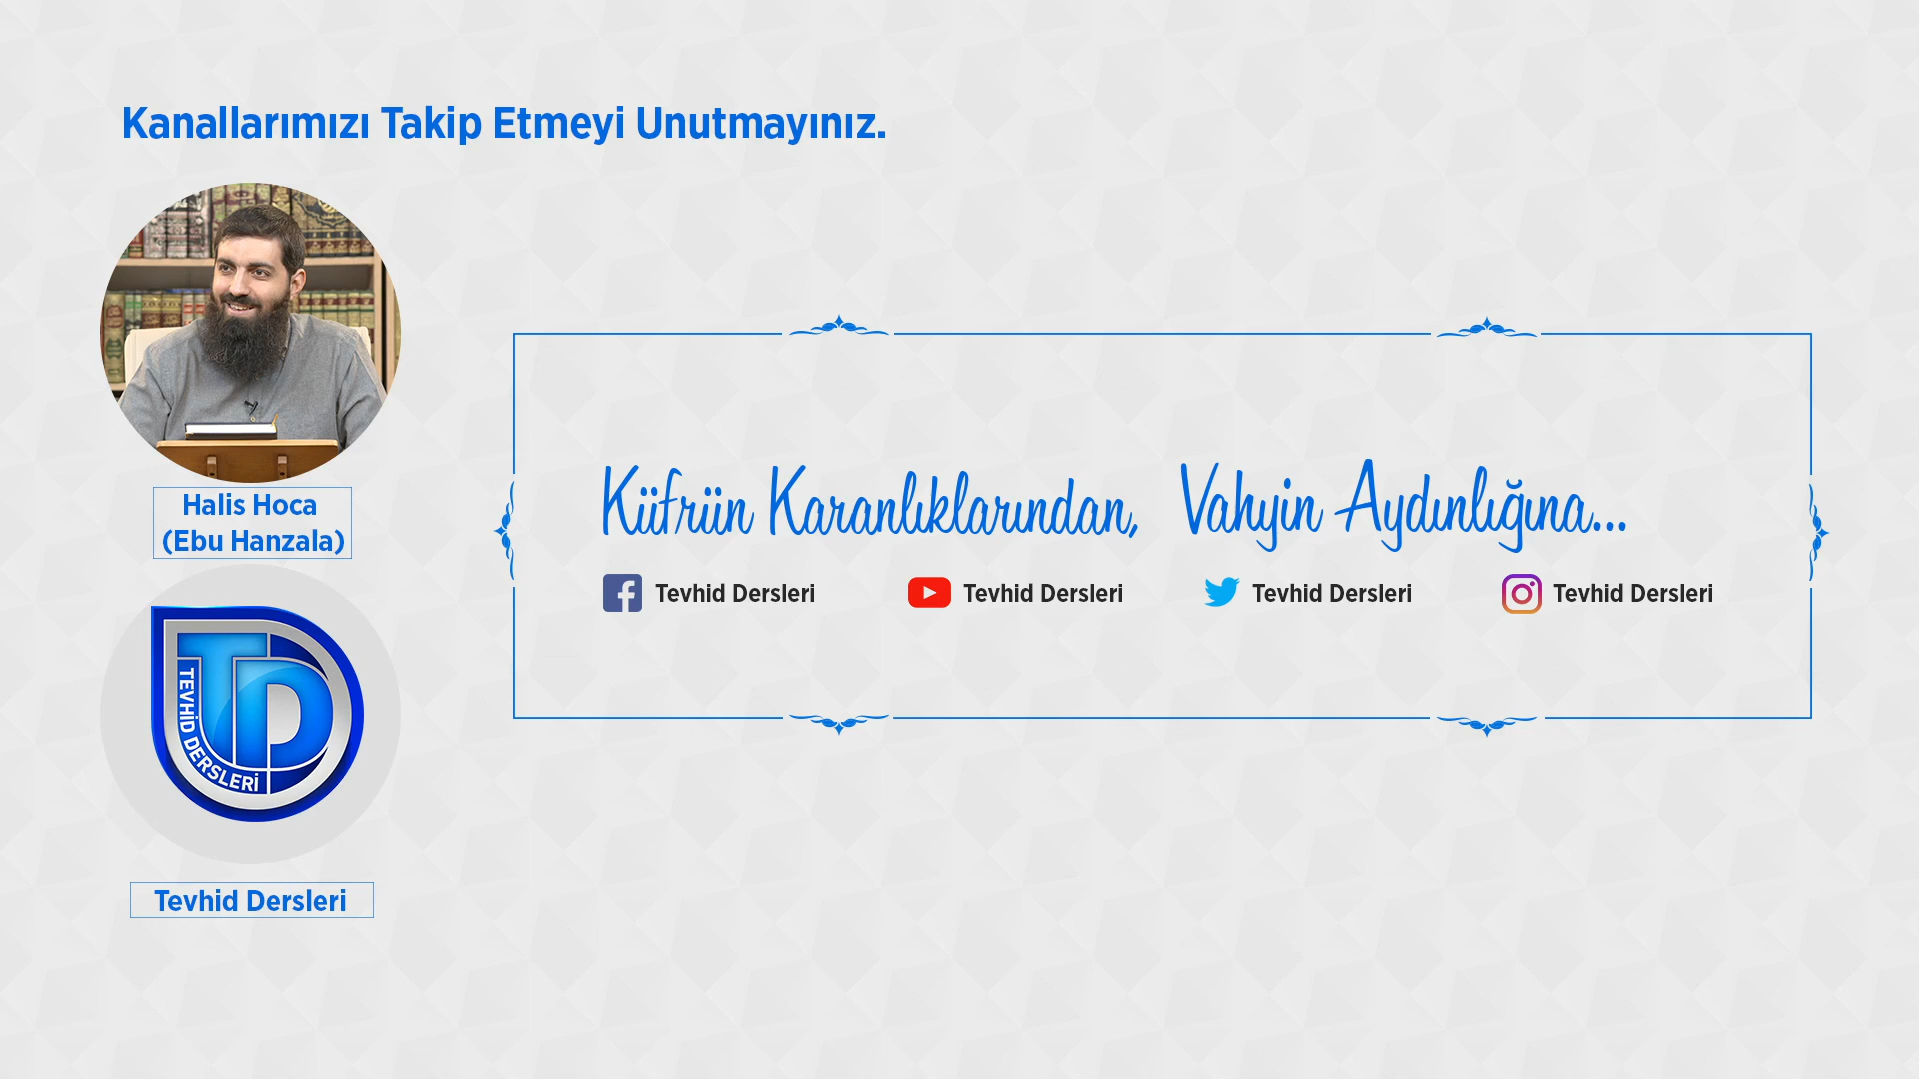 Kanallarımızı Takip Etmeyi Unutmayınız.
Halis Hoca
(Ebu Hanzala)
TD
TEVHİD DERSLERİ
Tevhid Dersleri
Küfrün Karanlıklarından, Vahyin Aydınlığına...
Tevhid Dersleri Tevhid Dersleri Tevhid Dersleri Tevhid Dersleri